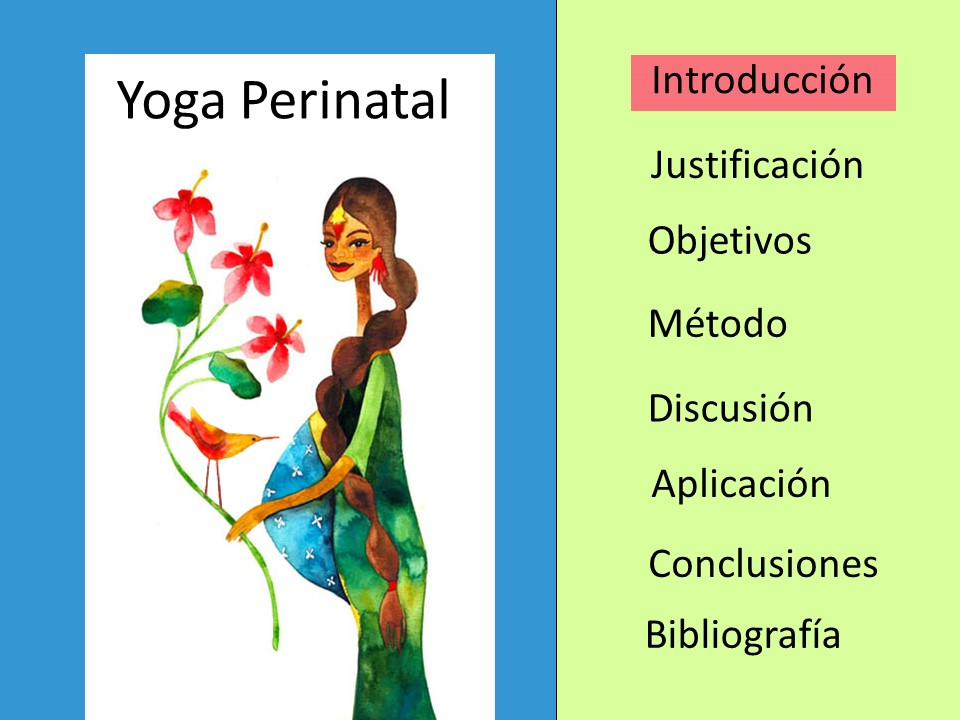 Yoga Perinatal
Introducción
Justificación
Objetivos
Método
Discusión
Aplicación
Conclusiones
Bibliografía